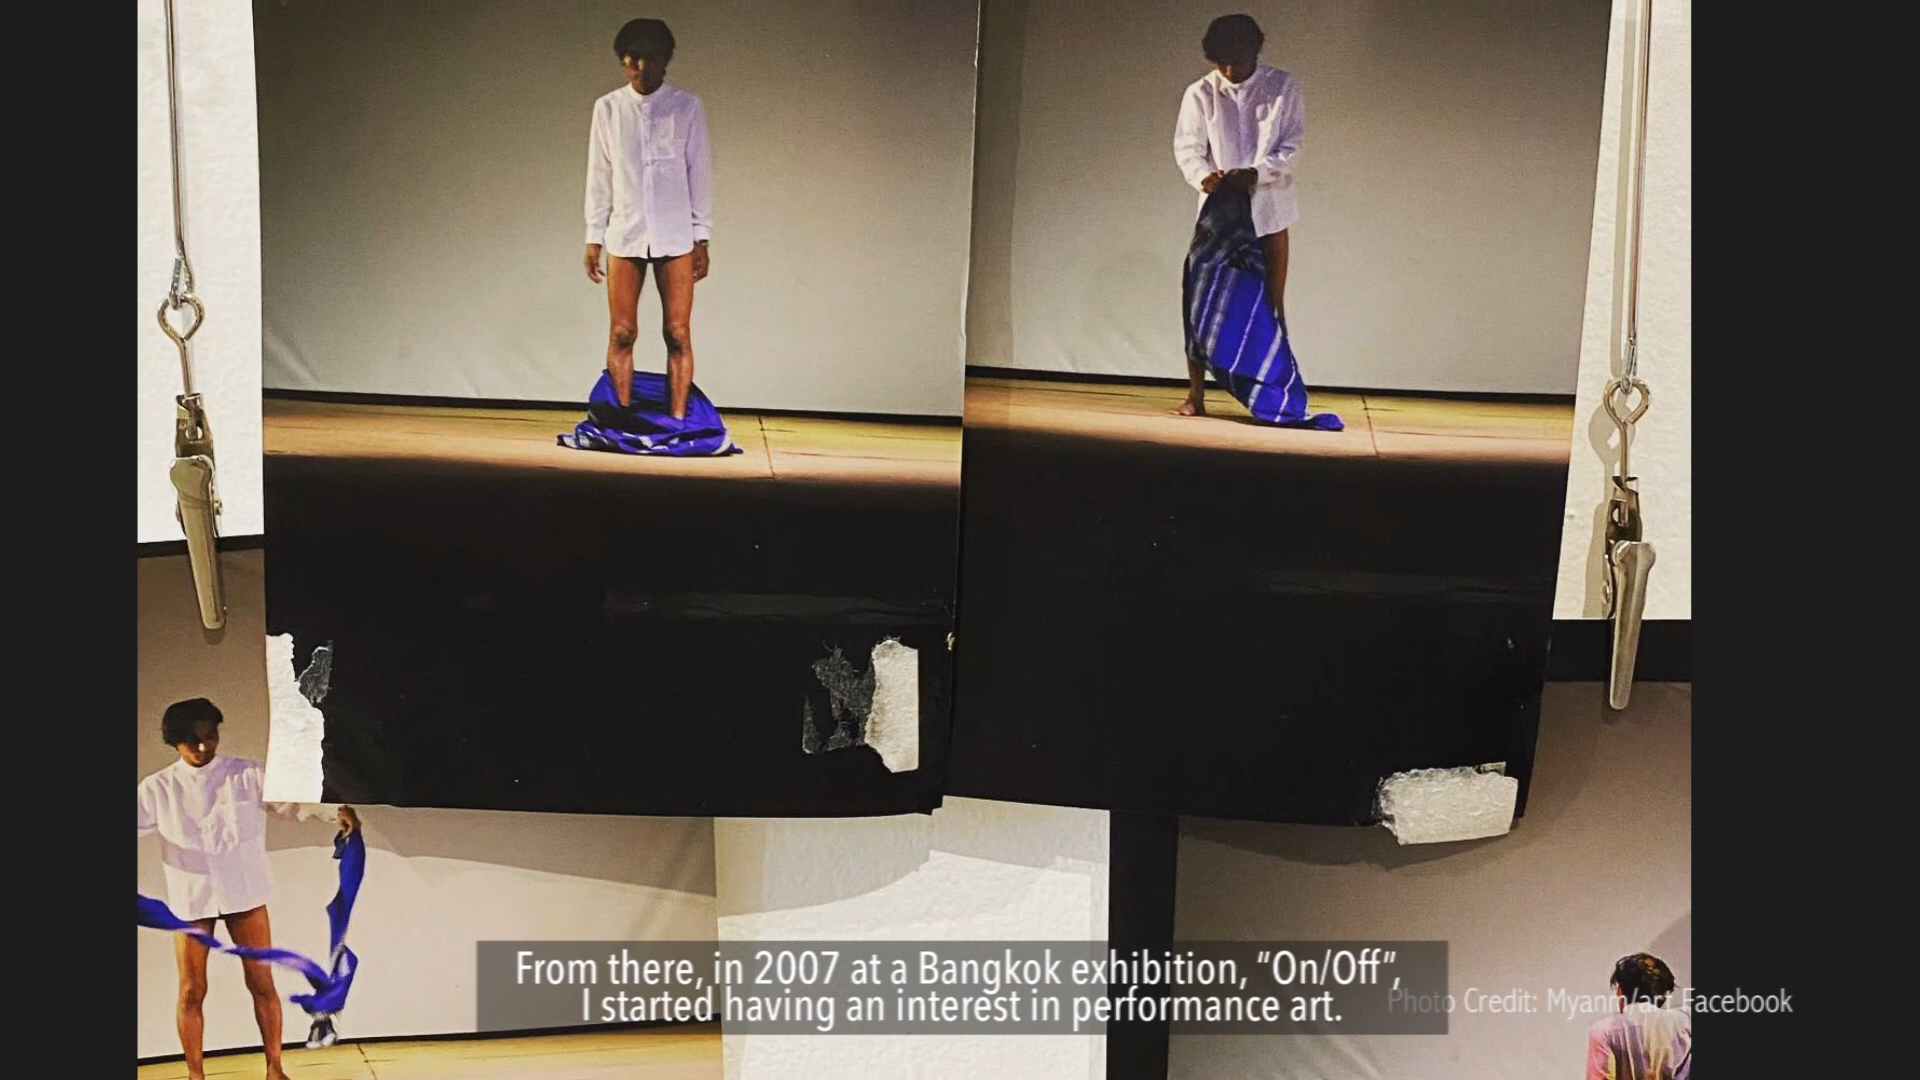 From there, in 2007 at a Bangkok exhibition, “On/Off”,
I started having an interest in performance art.
Photo Credit: Myanm/art Facebook